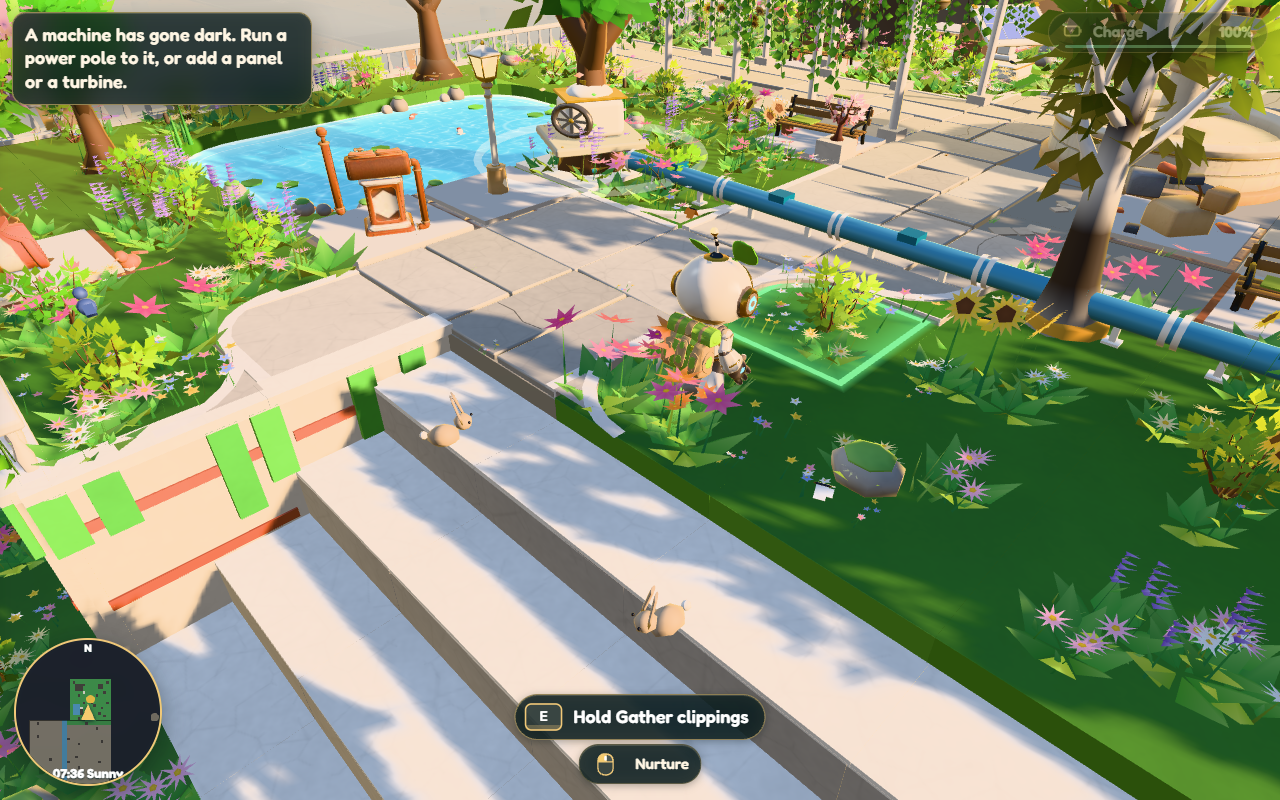 A machine has gone dark. Run a
power pole to it, or add a panel
or a turbine.
Charge 100%
N
07:36 Sunny
E Hold Gather clippings
Nurture